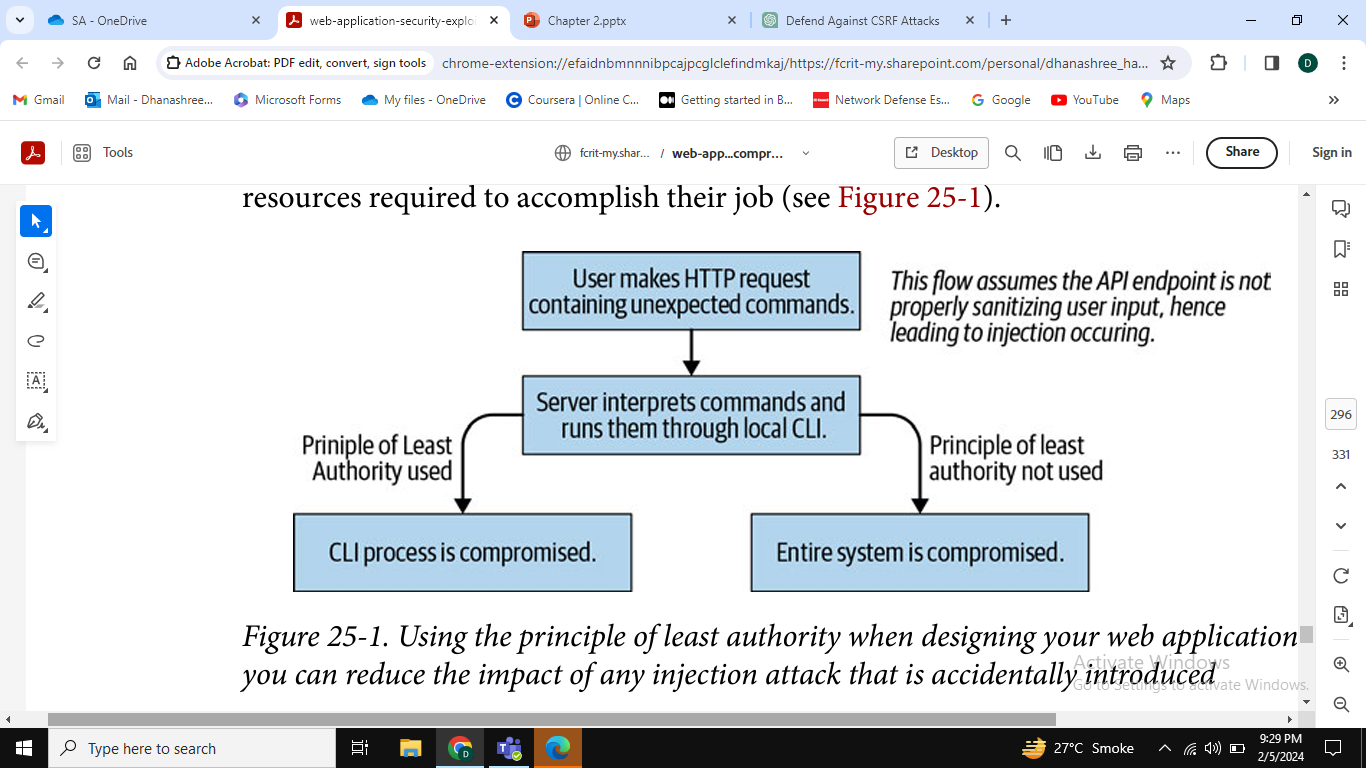 SA - OneDrive
web-application-security-exploi
Chapter 2.pptx
Defend Against CSRF Attacks
Adobe Acrobat: PDF edit, convert, sign tools
chrome-extension://efaidnbmnnnibpcajpcglclefindmkaj/https://fcrit-my.sharepoint.com/personal/dhanashree_ha...
D
Gmail
Mail - Dhanashree...
Microsoft Forms
My files - OneDrive
Coursera | Online C...
Getting started in B...
Network Defense Es...
Google
YouTube
Maps
Tools
fcrit-my.shar... / web-app...compr...
Desktop
Share
Sign in
resources required to accomplish their job (see Figure 25-1).
User makes HTTP request
containing unexpected commands.
This flow assumes the API endpoint is not
properly sanitizing user input, hence
leading to injection occuring.
Server interprets commands and
runs them through local CLI.
Priniple of Least
Authority used
Principle of least
authority not used
CLI process is compromised.
Entire system is compromised.
Figure 25-1. Using the principle of least authority when designing your web application
you can reduce the impact of any injection attack that is accidentally introduced
296
331
Activate Windows
Go to Settings to activate Windows.
Type here to search
27°C Smoke
9:29 PM
2/5/2024